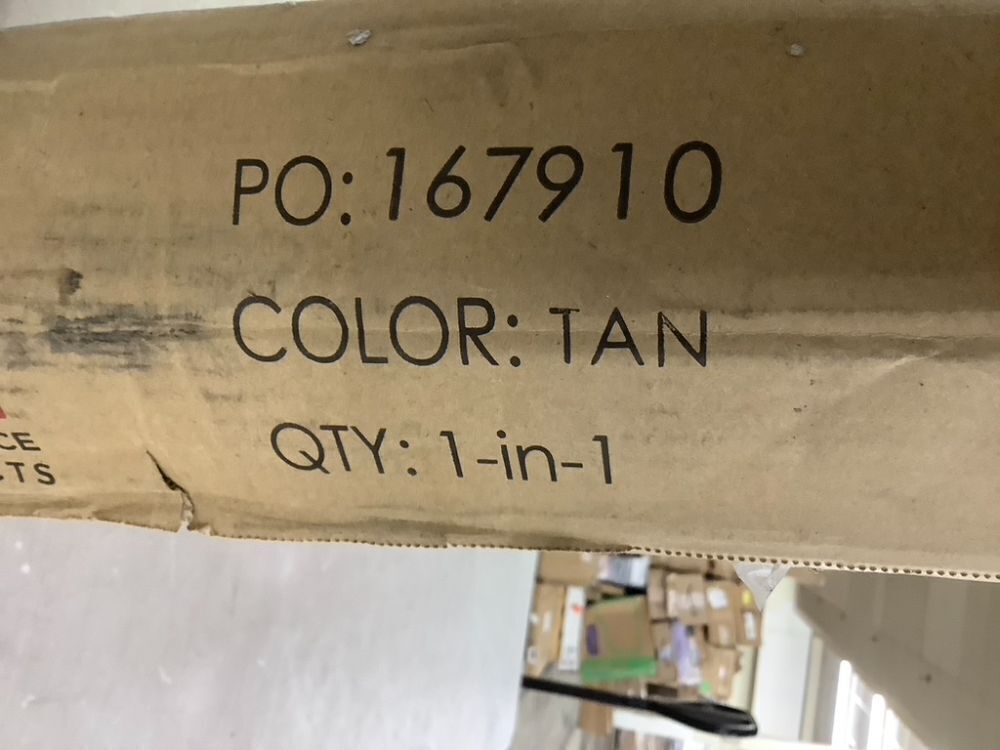 PO: 167910
COLOR: TAN
QTY: 1-in-1